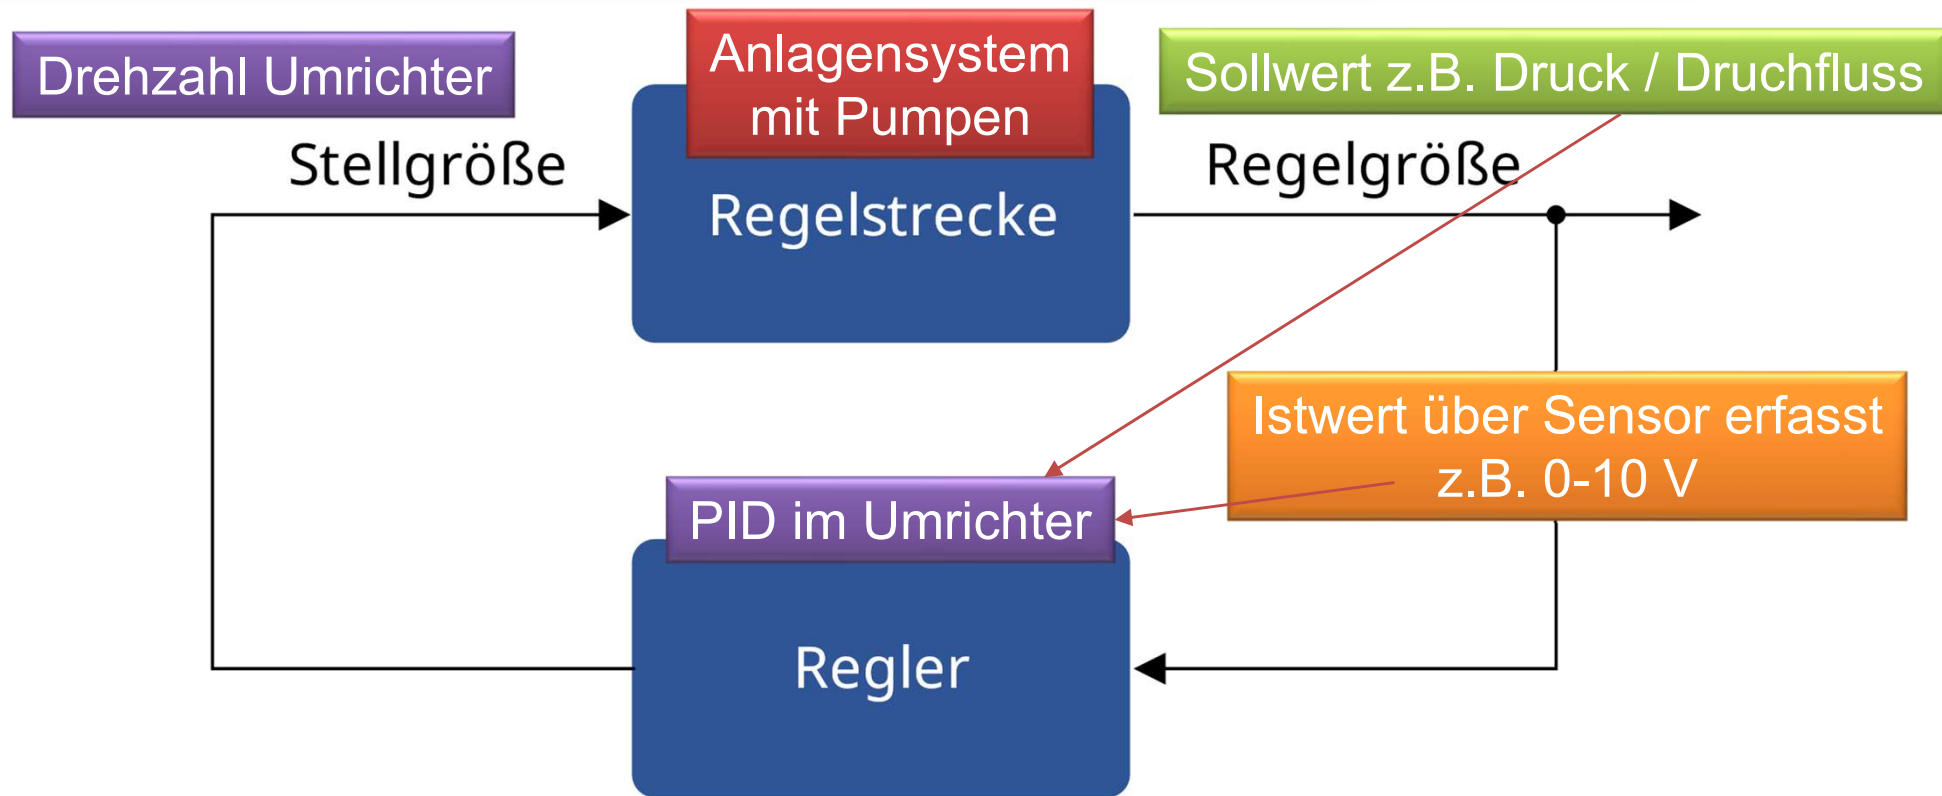 Drehzahl Umrichter
Anlagensystem
mit Pumpen
Sollwert z.B. Druck / Druchfluss
Stellgröße
Regelgröße
Regelstrecke
Istwert über Sensor erfasst
z.B. 0-10 V
PID im Umrichter
Regler